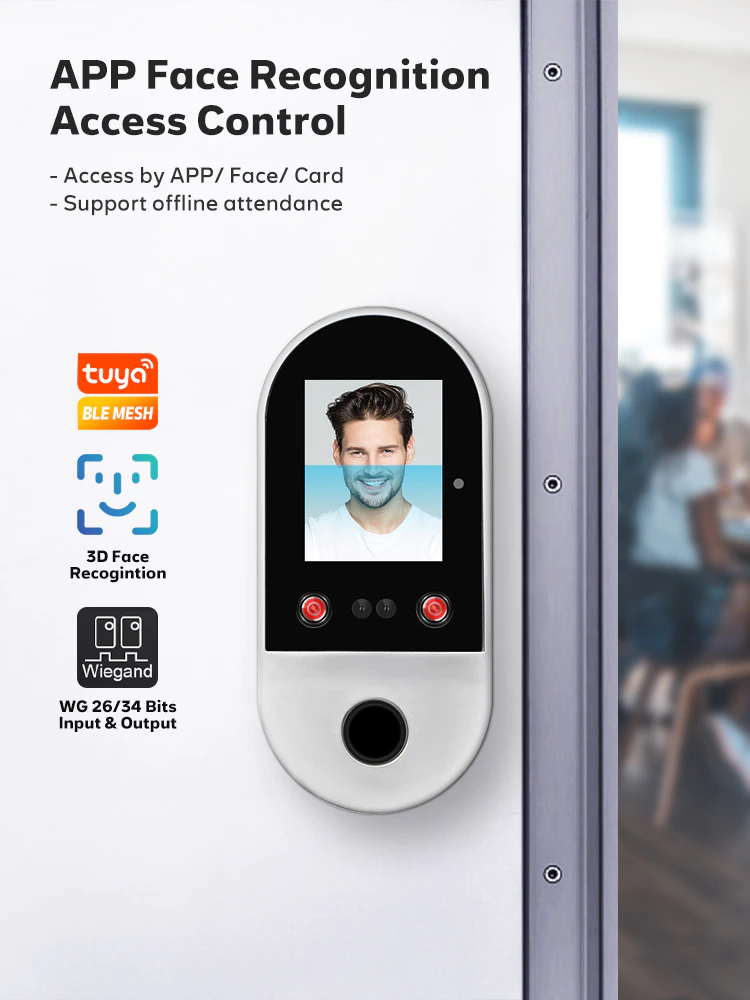 APP Face Recognition
Access Control
- Access by APP/ Face/ Card
- Support offline attendance
tuya
BLE MESH
3D Face
Recogintion
Wiegand
WG 26/34 Bits
Input & Output